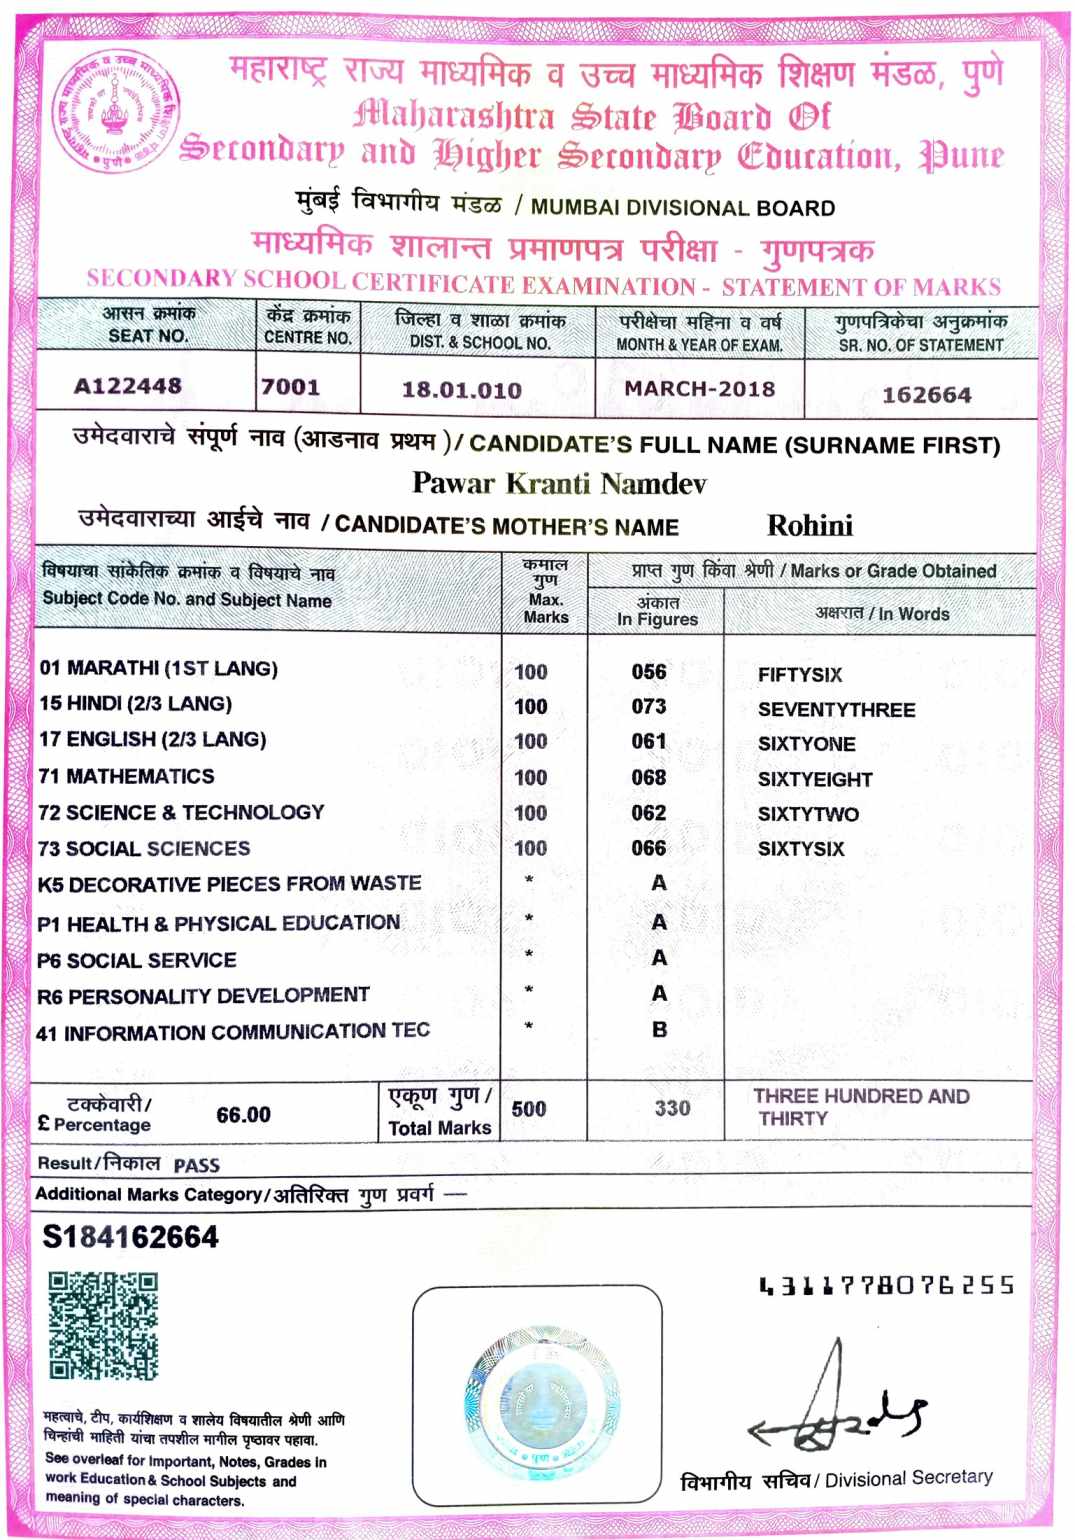 महाराष्ट्र राज्य माध्यमिक व उच्च माध्यमिक शिक्षण मंडळ, पुणे
Maharashtra State Board Of
Secondary and Higher Secondary Education, Pune
मुंबई विभागीय मंडळ / MUMBAI DIVISIONAL BOARD
माध्यमिक शालान्त प्रमाणपत्र परीक्षा - गुणपत्रक
SECONDARY SCHOOL CERTIFICATE EXAMINATION - STATEMENT OF MARKS
आसन क्रमांक केंद्र क्रमांक जिल्हा व शाळा क्रमांक परीक्षेचा महिना व वर्ष गुणपत्रिकेचा अनुक्रमांक
SEAT NO. CENTRE NO. DIST. & SCHOOL NO. MONTH & YEAR OF EXAM. SR. NO. OF STATEMENT
A122448 7001 18.01.010 MARCH-2018 162664
उमेदवाराचे संपूर्ण नाव (आडनाव प्रथम )/ CANDIDATE'S FULL NAME (SURNAME FIRST)
Pawar Kranti Namdev
उमेदवाराच्या आईचे नाव / CANDIDATE'S MOTHER'S NAME Rohini
विषयाचा सांकेतिक क्रमांक व विषयाचे नाव
Subject Code No. and Subject Name
कमाल
गुण
Max.
Marks
प्राप्त गुण किंवा श्रेणी / Marks or Grade Obtained
अंकात
In Figures
अक्षरात / In Words
01 MARATHI (1ST LANG) 100 056 FIFTYSIX
15 HINDI (2/3 LANG) 100 073 SEVENTYTHREE
17 ENGLISH (2/3 LANG) 100 061 SIXTYONE
71 MATHEMATICS 100 068 SIXTYEIGHT
72 SCIENCE & TECHNOLOGY 100 062 SIXTYTWO
73 SOCIAL SCIENCES 100 066 SIXTYSIX
K5 DECORATIVE PIECES FROM WASTE * A
P1 HEALTH & PHYSICAL EDUCATION * A
P6 SOCIAL SERVICE * A
R6 PERSONALITY DEVELOPMENT * A
41 INFORMATION COMMUNICATION TEC * B
टक्केवारी/
£ Percentage
66.00
एकूण गुण /
Total Marks
500 330
THREE HUNDRED AND
THIRTY
Result/निकाल PASS
Additional Marks Category/अतिरिक्त गुण प्रवर्ग —
S184162664
4311778076255
महत्वाचे, टीप, कार्यशिक्षण व शालेय विषयातील श्रेणी आणि
चिन्हांची माहिती यांचा तपशील मागील पृष्ठावर पहावा.
See overleaf for Important, Notes, Grades in
work Education & School Subjects and
meaning of special characters.
विभागीय सचिव/ Divisional Secretary